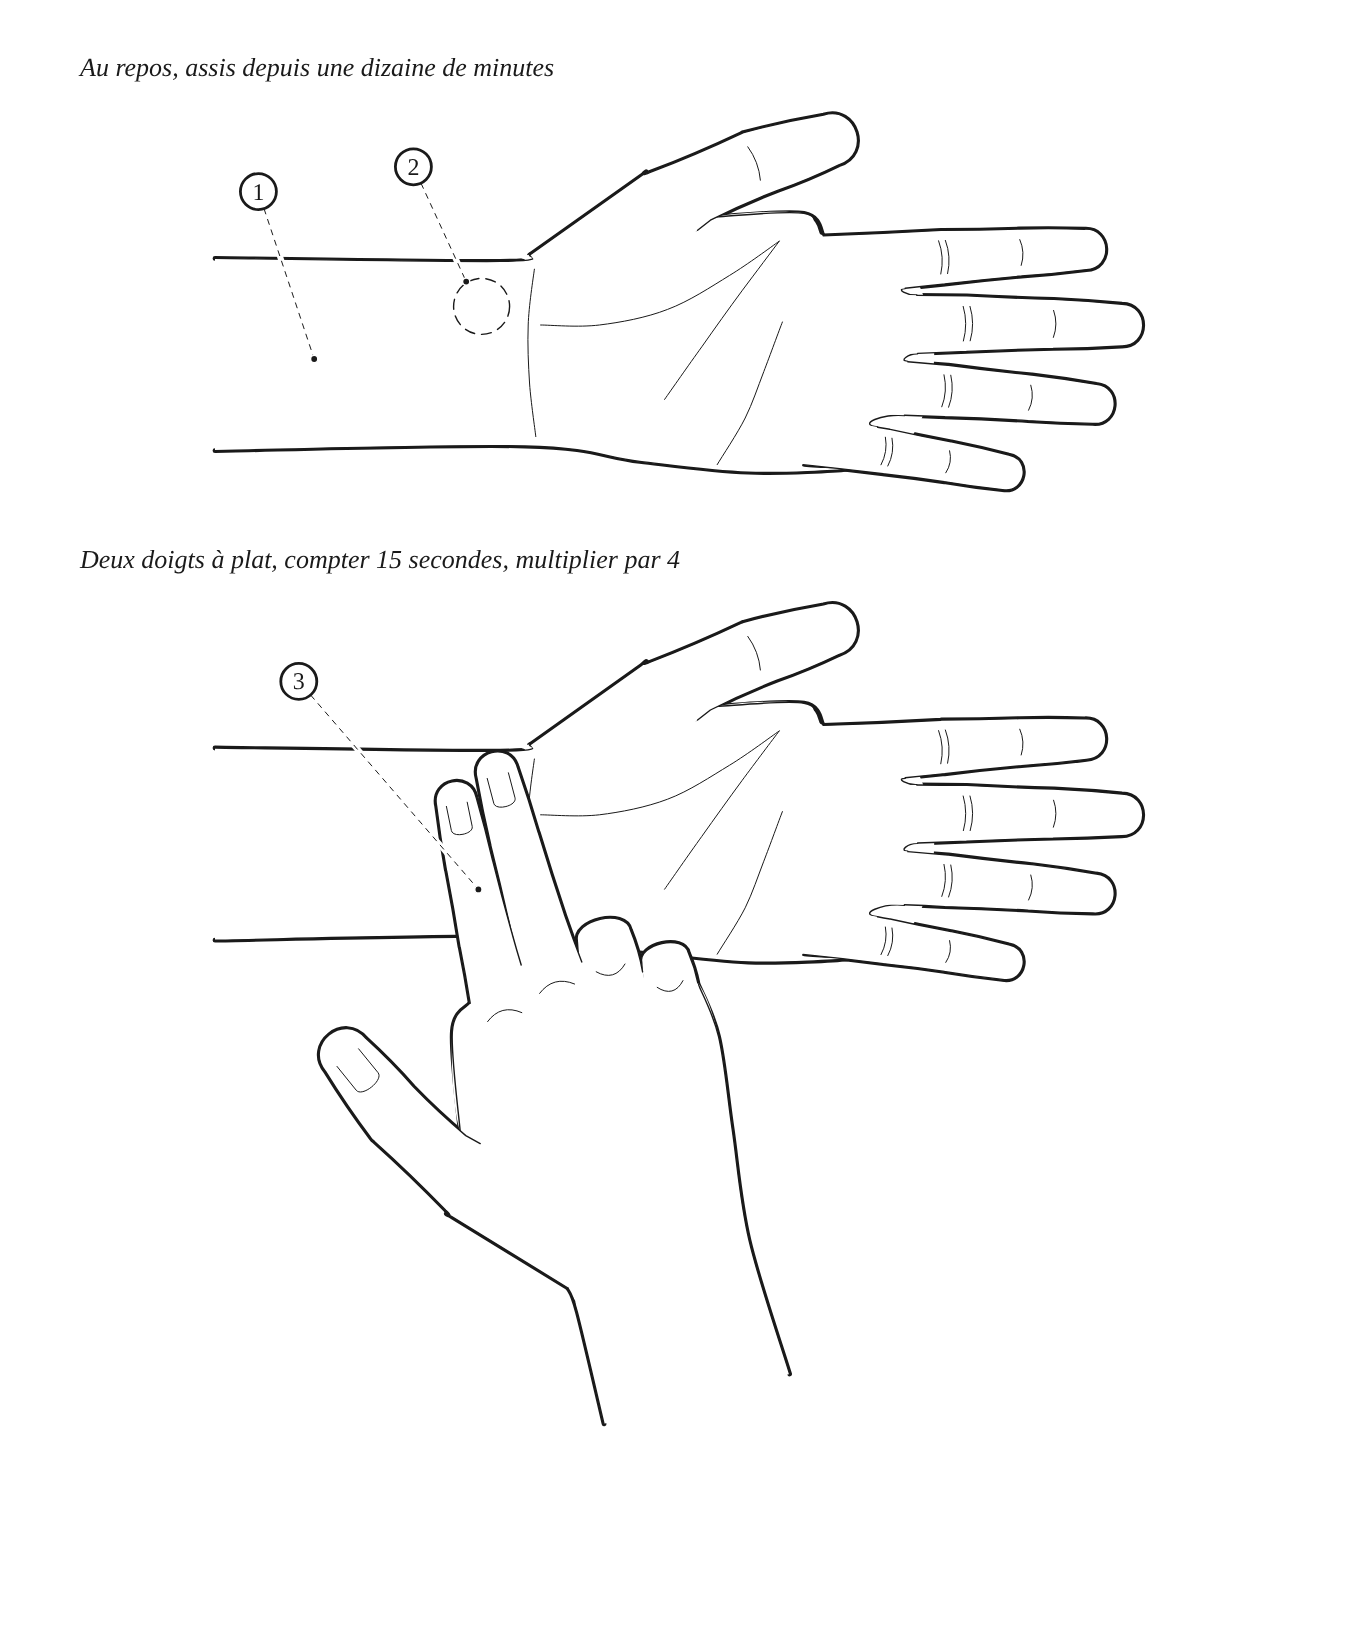 Au repos, assis depuis une dizaine de minutes
2
1
Deux doigts à plat, compter 15 secondes, multiplier par 4
3